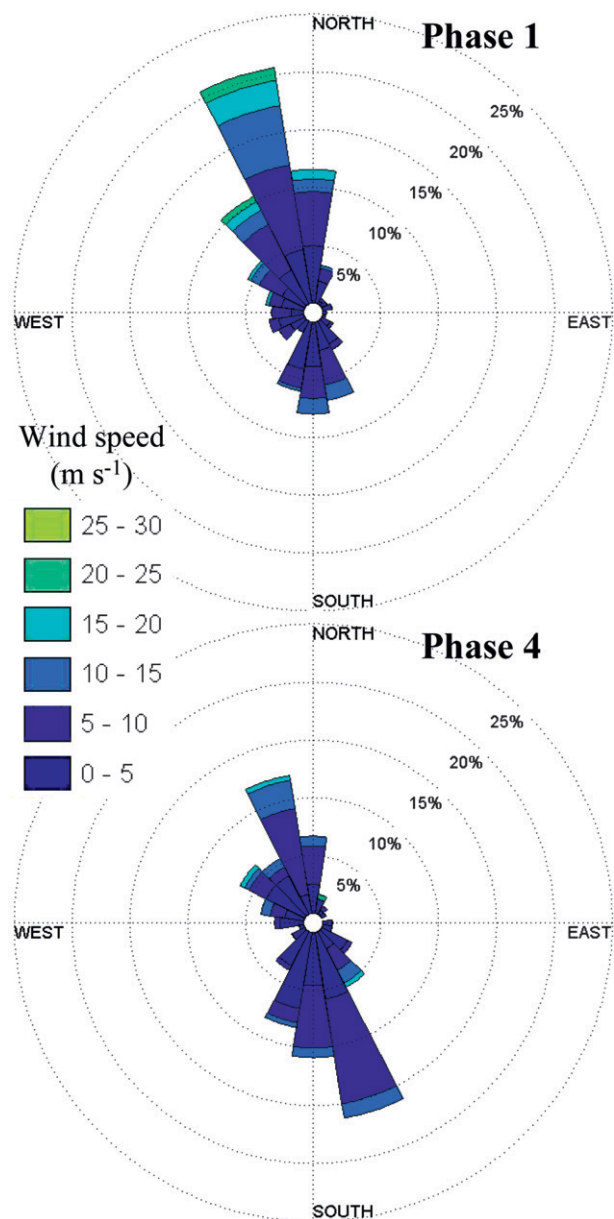 NORTH
Phase 1
25%
20%
15%
10%
5%
WEST
EAST
Wind speed
(m s-1)
25 - 30
20 - 25
15 - 20
10 - 15
5 - 10
0 - 5
SOUTH
NORTH
Phase 4
25%
20%
15%
10%
5%
WEST
EAST
SOUTH